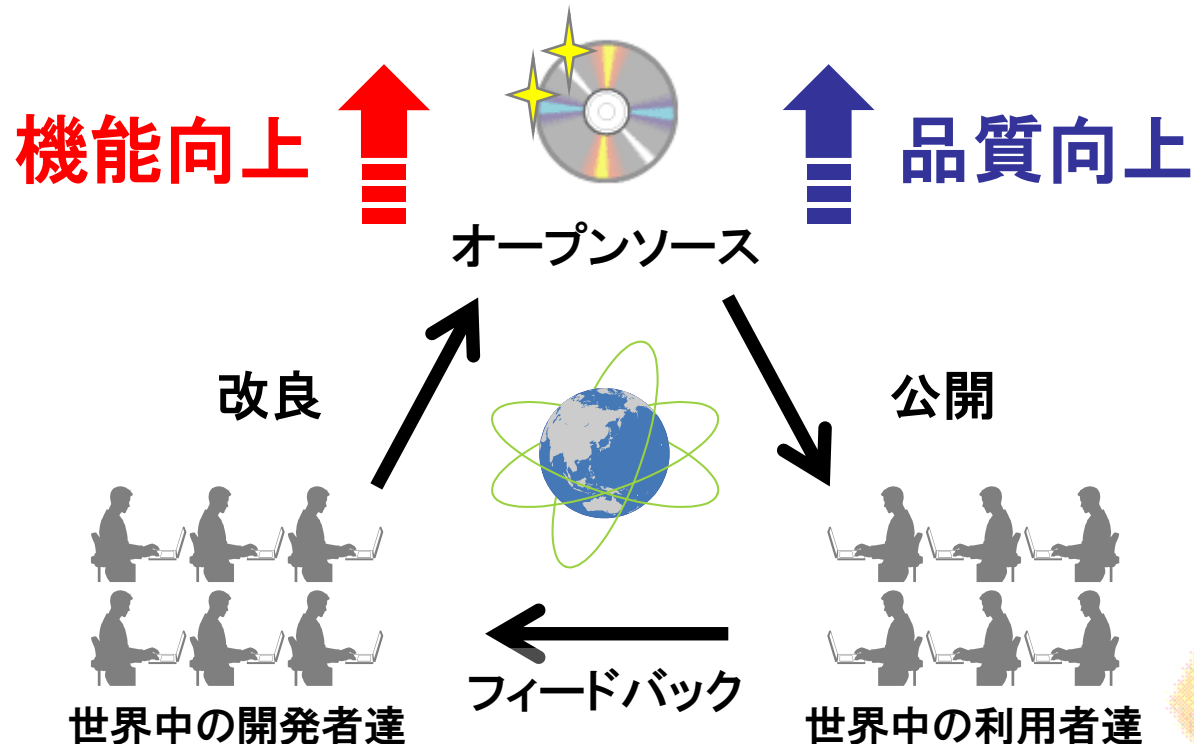 機能向上
品質向上
オープンソース
改良
公開
フィードバック
世界中の開発者達
世界中の利用者達